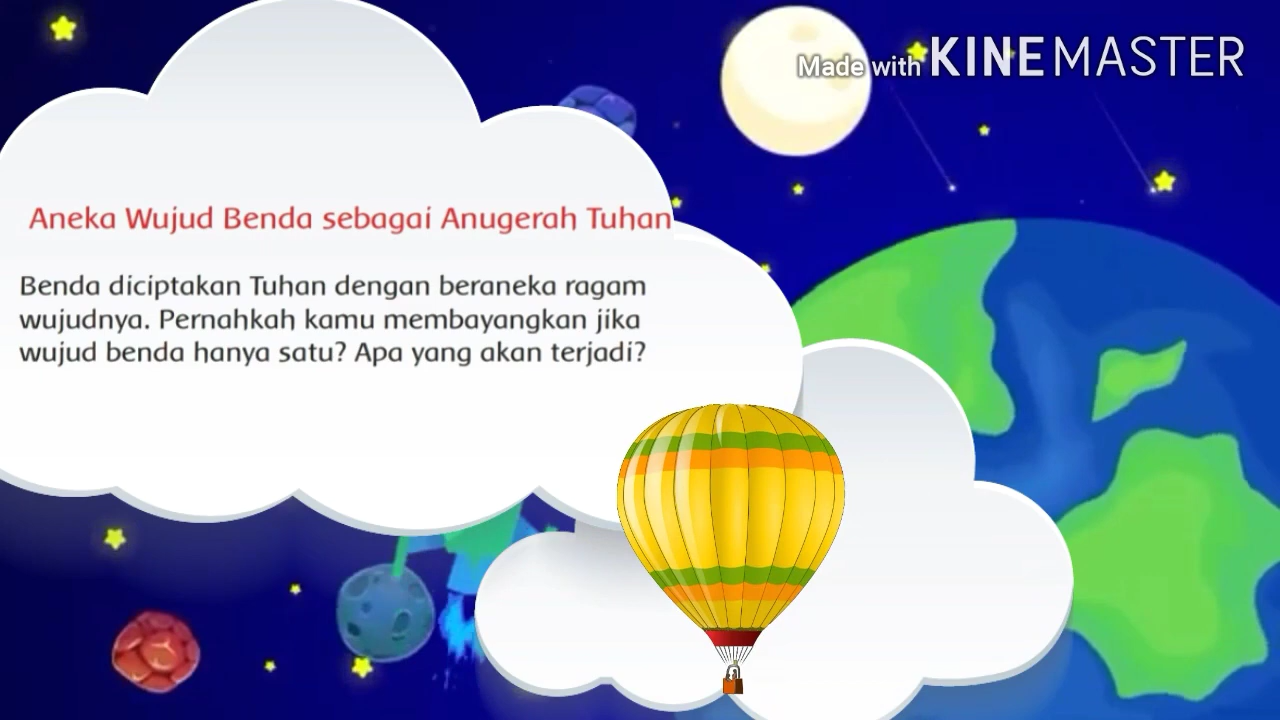 Made with KINEMASTER
Aneka Wujud Benda sebagai Anugerah Tuhan
Benda diciptakan Tuhan dengan beraneka ragam
wujudnya. Pernahkah kamu membayangkan jika
wujud benda hanya satu? Apa yang akan terjadi?